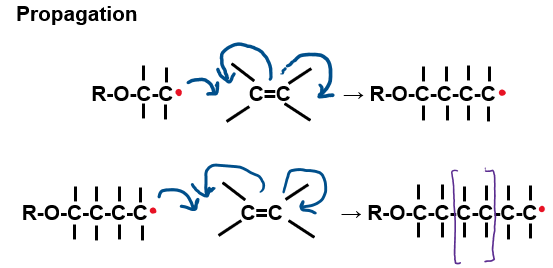 Propagation
R-O-C-C• C=C → R-O-C-C-C-C•
R-O-C-C-C-C• C=C → R-O-C-C-C-C-C-C•